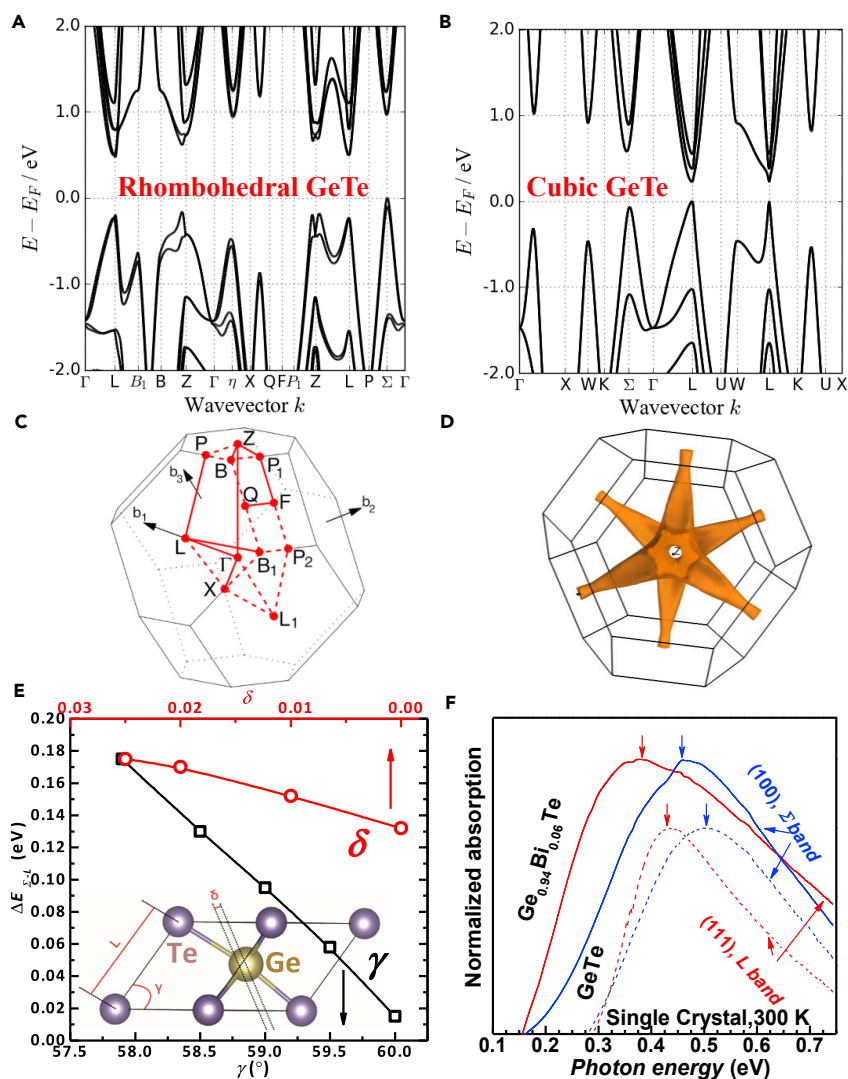 A
2.0
1.0
0.0
-1.0
-2.0
E − E_F / eV
Rhombohedral GeTe
Γ L B₁ B Z Γ η X Q F P₁ Z L P Σ Γ
Wavevector k
B
2.0
1.0
0.0
-1.0
-2.0
E − E_F / eV
Cubic GeTe
Γ X W K Σ Γ L U W L K U X
Wavevector k
C
P Z
B P₁
b₃
Q F
b₁ b₂
L
Γ B₁ P₂
X
L₁
D
Z
E
δ
0.03 0.02 0.01 0.00
0.20
0.18
0.16
0.14
0.12
0.10
0.08
0.06
0.04
0.02
0.00
ΔE Σ-L (eV)
δ
δ
L
Te
Ge
γ
γ
57.5 58.0 58.5 59.0 59.5 60.0
γ(°)
F
Normalized absorption
Ge0.94Bi0.06Te
GeTe
(100), Σ band
(111), L band
Single Crystal,300 K
0.1 0.2 0.3 0.4 0.5 0.6 0.7
Photon energy (eV)